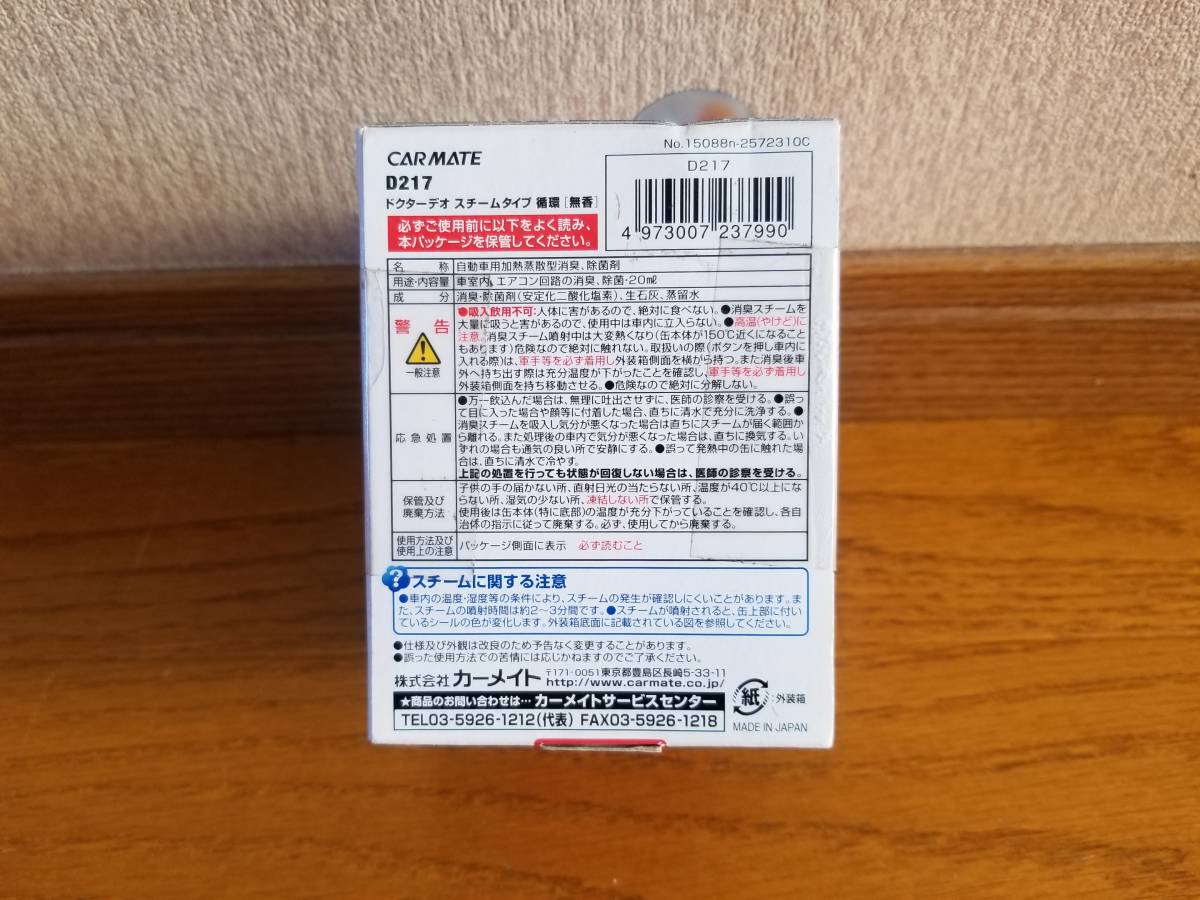 No.15088n-2572310C
CARMATE
D217
ドクターデオ スチームタイプ 循環[無香]
必ずご使用前に以下をよく読み、
本パッケージを保管してください。
D217
4 973007 237990
名 称 自動車用加熱蒸散型消臭、除菌剤
用途・内容量 車室内、エアコン回路の消臭、除菌・20mℓ
成 分 消臭・除菌剤(安定化二酸化塩素)、生石灰、蒸留水
警 告
一般注意
●吸入飲用不可:人体に害があるので、絶対に食べない。●消臭スチームを
大量に吸うと害があるので、使用中は車内に立入らない。●高温(やけど)に
注意:消臭スチーム噴射中は大変熱くなり(缶本体が150℃近くになること
もあります)危険なので絶対に触れない。取扱いの際(ボタンを押し車内に
入れる際)は、軍手等を必ず着用し外装箱側面を横から持つ。また消臭後車
外へ持ち出す際は充分温度が下がったことを確認し、軍手等を必ず着用し
外装箱側面を持ち移動させる。●危険なので絶対に分解しない。
応急処置
●万一飲込んだ場合は、無理に吐出させずに、医師の診察を受ける。●誤っ
て目に入った場合や顔等に付着した場合、直ちに清水で充分に洗浄する。●
消臭スチームを吸入し気分が悪くなった場合は直ちにスチームが届く範囲か
ら離れる。また処理後の車内で気分が悪くなった場合は、直ちに換気する。い
ずれの場合も通気の良い所で安静にする。●誤って発熱中の缶に触れた場
合は、直ちに清水で冷やす。
上記の処置を行っても状態が回復しない場合は、医師の診察を受ける。
保管及び
廃棄方法
子供の手の届かない所、直射日光の当たらない所、温度が40℃以上にな
らない所、湿気の少ない所、凍結しない所で保管する。
使用後は缶本体(特に底部)の温度が充分下がっていることを確認し、各自
治体の指示に従って廃棄する。必ず、使用してから廃棄する。
使用方法及び
使用上の注意
パッケージ側面に表示 必ず読むこと
?スチームに関する注意
●車内の温度・湿度等の条件により、スチームの発生が確認しにくいことがあります。ま
た、スチームの噴射時間は約2～3分間です。●スチームが噴射されると、缶上部に付い
ているシールの色が変化します。外装箱底面に記載されている図を参照してください。
●仕様及び外観は改良のため予告なく変更することがあります。
●誤った使用方法での苦情には応じかねますのでご了承ください。
株式会社 カーメイト 〒171-0051東京都豊島区長崎5-33-11
http://www.carmate.co.jp/
★商品のお問い合わせは…カーメイトサービスセンター
TEL03-5926-1212(代表) FAX03-5926-1218
紙:外装箱
MADE IN JAPAN